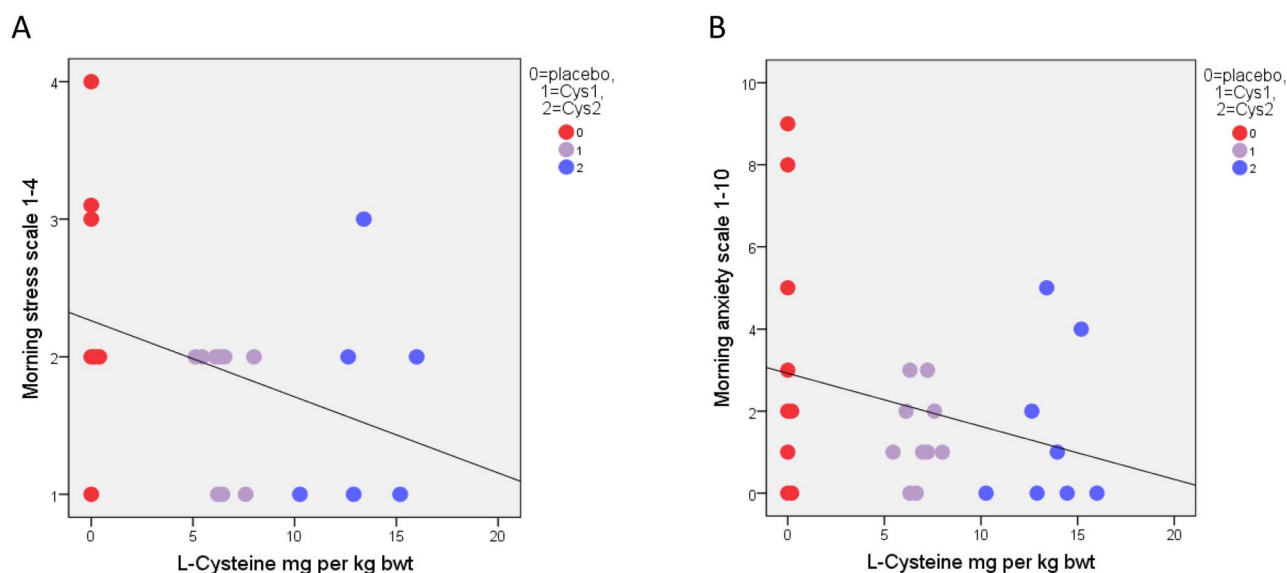 A
4
3
2
1
Morning stress scale 1-4
0 5 10 15 20
L-Cysteine mg per kg bwt
0=placebo,
1=Cys1,
2=Cys2
0
1
2
B
10
8
6
4
2
0
Morning anxiety scale 1-10
0 5 10 15 20
L-Cysteine mg per kg bwt
0=placebo,
1=Cys1,
2=Cys2
0
1
2